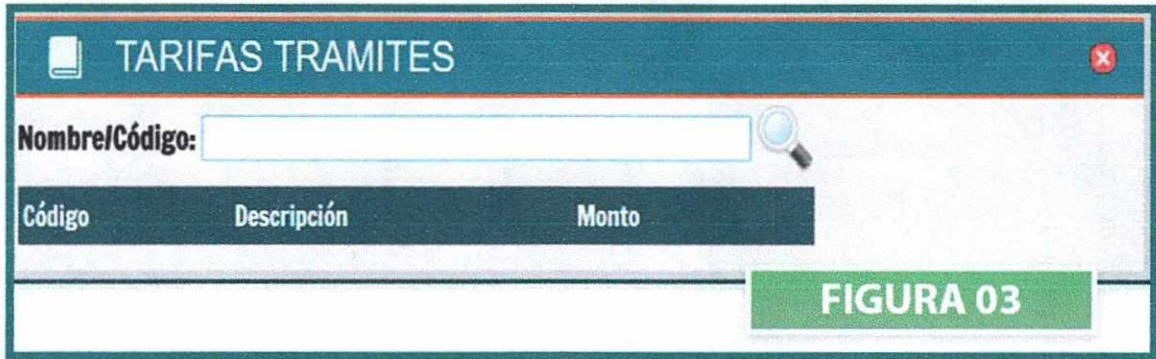 TARIFAS TRAMITES
Nombre/Código:
Código Descripción Monto
FIGURA 03